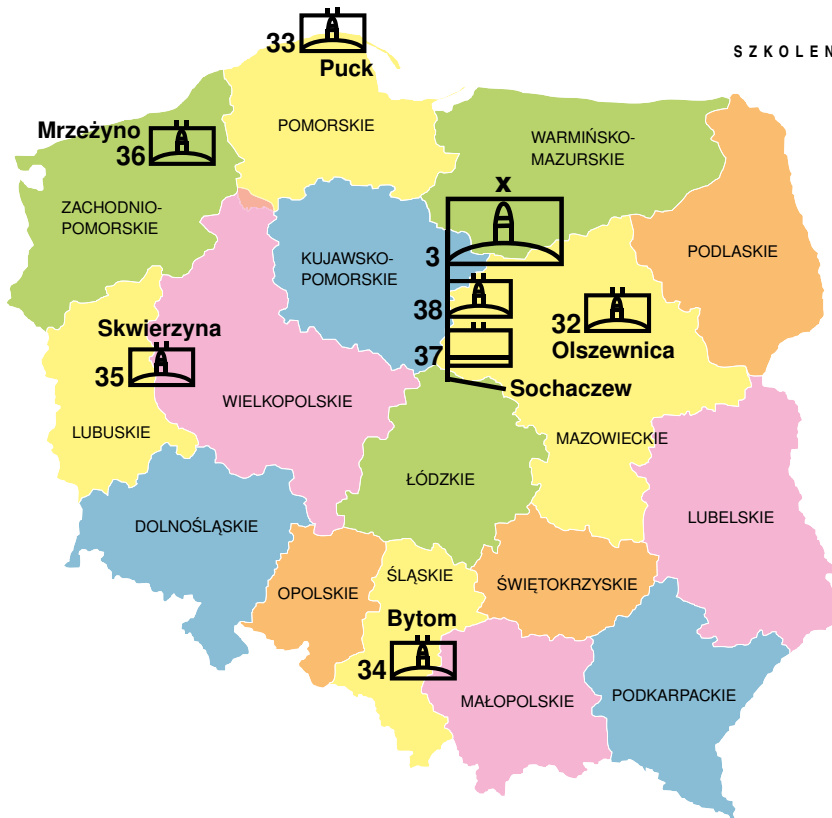 33
Puck
SZKOLEN
Mrzeżyno
36
POMORSKIE
WARMIŃSKO-
MAZURSKIE
ZACHODNIO-
POMORSKIE
x
3
KUJAWSKO-
POMORSKIE
PODLASKIE
38
37
Sochaczew
32
Olszewnica
Skwierzyna
35
WIELKOPOLSKIE
LUBUSKIE
MAZOWIECKIE
ŁÓDZKIE
LUBELSKIE
DOLNOŚLĄSKIE
OPOLSKIE
ŚLĄSKIE
ŚWIĘTOKRZYSKIE
Bytom
34
MAŁOPOLSKIE
PODKARPACKIE